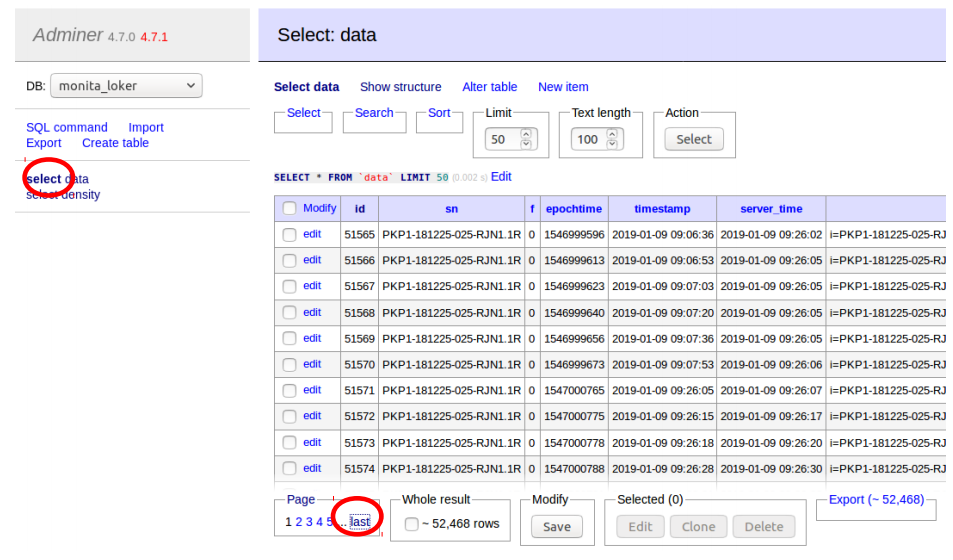 Adminer 4.7.0 4.7.1
DB: monita_loker
SQL command Import
Export Create table
select data
select density
Select: data
Select data Show structure Alter table New item
Select Search Sort Limit Text length Action
50 100 Select
SELECT * FROM `data` LIMIT 50 (0.002 s) Edit
Modify id sn f epochtime timestamp server_time
edit 51565 PKP1-181225-025-RJN1.1R 0 1546999596 2019-01-09 09:06:36 2019-01-09 09:26:02 i=PKP1-181225-025-RJ
edit 51566 PKP1-181225-025-RJN1.1R 0 1546999613 2019-01-09 09:06:53 2019-01-09 09:26:05 i=PKP1-181225-025-RJ
edit 51567 PKP1-181225-025-RJN1.1R 0 1546999623 2019-01-09 09:07:03 2019-01-09 09:26:05 i=PKP1-181225-025-RJ
edit 51568 PKP1-181225-025-RJN1.1R 0 1546999640 2019-01-09 09:07:20 2019-01-09 09:26:05 i=PKP1-181225-025-RJ
edit 51569 PKP1-181225-025-RJN1.1R 0 1546999656 2019-01-09 09:07:36 2019-01-09 09:26:05 i=PKP1-181225-025-RJ
edit 51570 PKP1-181225-025-RJN1.1R 0 1546999673 2019-01-09 09:07:53 2019-01-09 09:26:06 i=PKP1-181225-025-RJ
edit 51571 PKP1-181225-025-RJN1.1R 0 1547000765 2019-01-09 09:26:05 2019-01-09 09:26:07 i=PKP1-181225-025-RJ
edit 51572 PKP1-181225-025-RJN1.1R 0 1547000775 2019-01-09 09:26:15 2019-01-09 09:26:17 i=PKP1-181225-025-RJ
edit 51573 PKP1-181225-025-RJN1.1R 0 1547000778 2019-01-09 09:26:18 2019-01-09 09:26:20 i=PKP1-181225-025-RJ
edit 51574 PKP1-181225-025-RJN1.1R 0 1547000788 2019-01-09 09:26:28 2019-01-09 09:26:30 i=PKP1-181225-025-RJ
Page Whole result Modify Selected (0) Export (~ 52,468)
1 2 3 4 5 ... last ~ 52,468 rows Save Edit Clone Delete